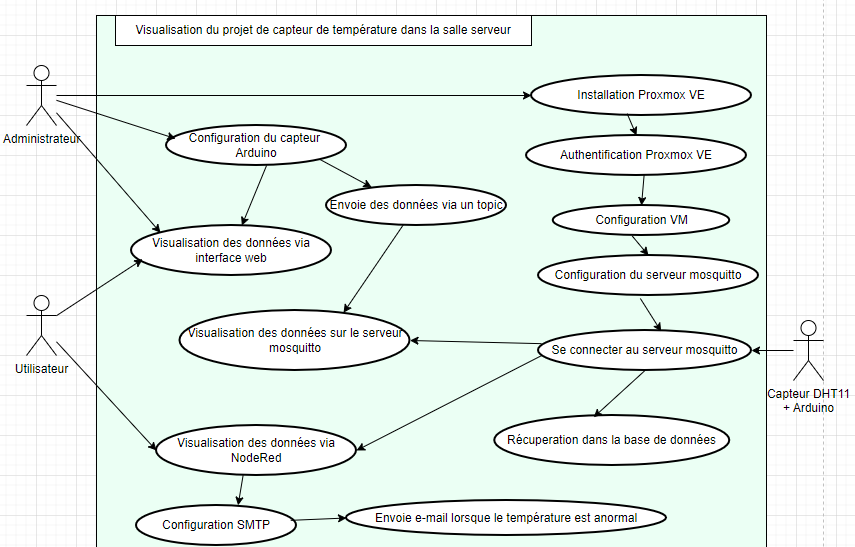 Visualisation du projet de capteur de température dans la salle serveur
Administrateur
Installation Proxmox VE
Configuration du capteur
Arduino
Authentification Proxmox VE
Envoie des données via un topic
Configuration VM
Visualisation des données via
interface web
Configuration du serveur mosquitto
Utilisateur
Visualisation des données sur le serveur
mosquitto
Se connecter au serveur mosquitto
Capteur DHT11
+ Arduino
Visualisation des données via
NodeRed
Récuperation dans la base de données
Configuration SMTP
Envoie e-mail lorsque le température est anormal